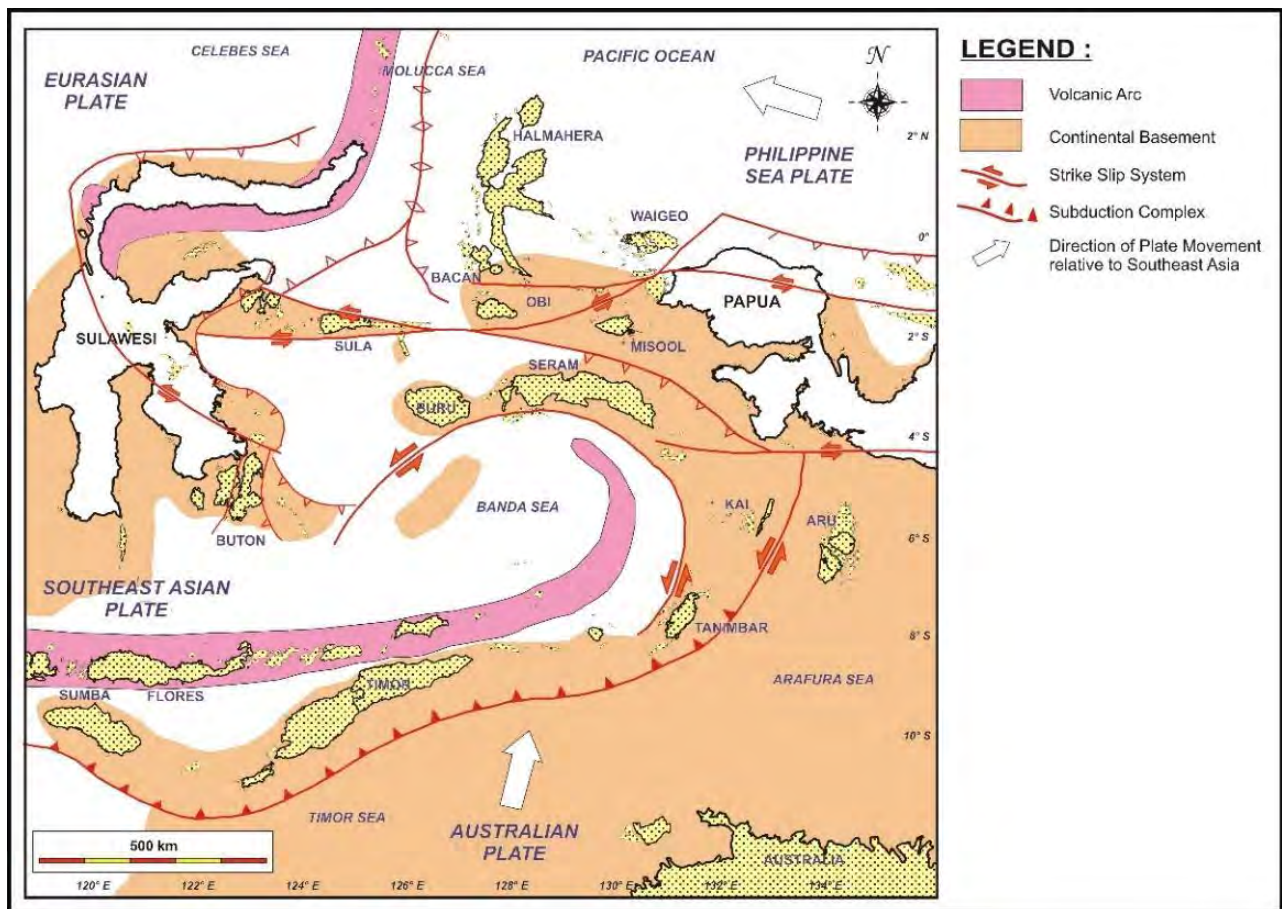 CELEBES SEA
EURASIAN
PLATE
MOLUCCA SEA
PACIFIC OCEAN
N
2° N
HALMAHERA
PHILIPPINE
SEA PLATE
WAIGEO
0°
BACAN
OBI
PAPUA
SULAWESI
SULA
MISOOL
2° S
SERAM
BURU
4° S
BANDA SEA
KAI
ARU
BUTON
6° S
SOUTHEAST ASIAN
PLATE
TANIMBAR
8° S
SUMBA
FLORES
TIMOR
ARAFURA SEA
10° S
TIMOR SEA
AUSTRALIAN
PLATE
500 km
AUSTRALIA
120° E
122° E
124° E
126° E
128° E
130° E
132° E
134° E
LEGEND :
Volcanic Arc
Continental Basement
Strike Slip System
Subduction Complex
Direction of Plate Movement
relative to Southeast Asia